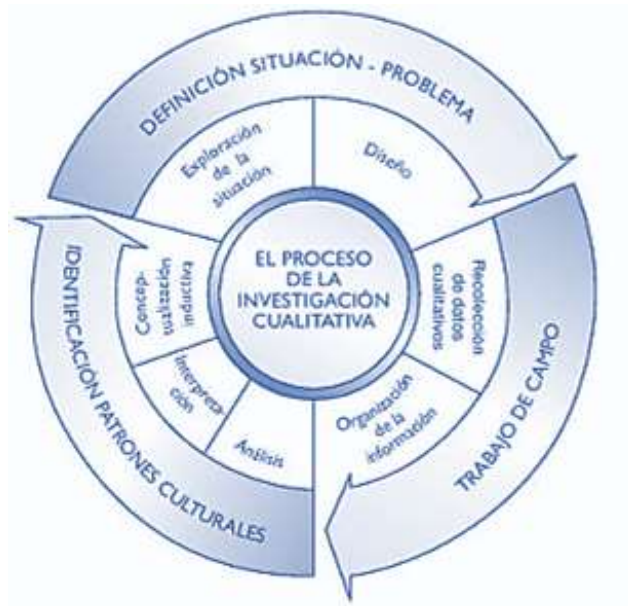 DEFINICIÓN SITUACIÓN - PROBLEMA
Exploración
de la
situación
Diseño
EL PROCESO
DE LA
INVESTIGACIÓN
CUALITATIVA
Recolección
de datos
cualitativos
Organización
de la
información
TRABAJO DE CAMPO
Análisis
Interpreta-
ción
Concep-
tualización
inductiva
IDENTIFICACIÓN PATRONES CULTURALES